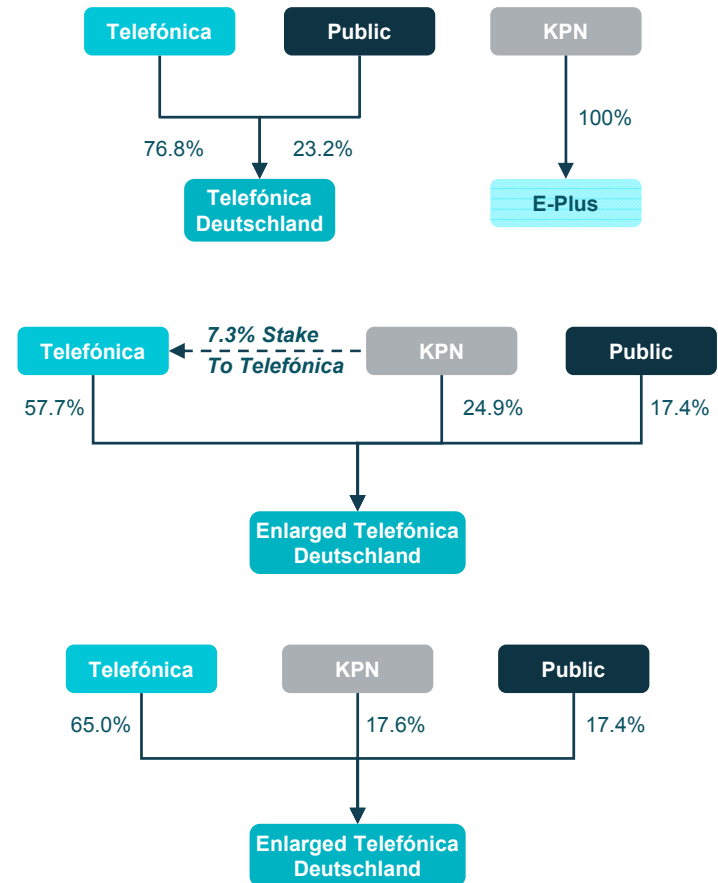 Telefónica
Public
KPN
76.8%
23.2%
100%
Telefónica
Deutschland
E-Plus
Telefónica
7.3% Stake
To Telefónica
KPN
Public
57.7%
24.9%
17.4%
Enlarged Telefónica
Deutschland
Telefónica
KPN
Public
65.0%
17.6%
17.4%
Enlarged Telefónica
Deutschland